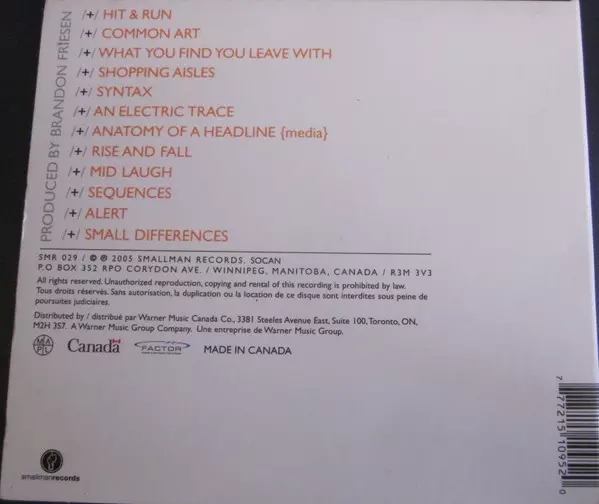 PRODUCED BY BRANDON FRIESEN
/+/ HIT & RUN
/+/ COMMON ART
/+/ WHAT YOU FIND YOU LEAVE WITH
/+/ SHOPPING AISLES
/+/ SYNTAX
/+/ AN ELECTRIC TRACE
/+/ ANATOMY OF A HEADLINE {media}
/+/ RISE AND FALL
/+/ MID LAUGH
/+/ SEQUENCES
/+/ ALERT
/+/ SMALL DIFFERENCES
SMR 029 / © ℗ 2005 SMALLMAN RECORDS. SOCAN
P.O BOX 352 RPO CORYDON AVE. / WINNIPEG, MANITOBA, CANADA / R3M 3V3
All rights reserved. Unauthorized reproduction, copying and rental of this recording is prohibited by law.
Tous droits réservés. Sans autorisation, la duplication ou la location de ce disque sont interdites sous peine de
poursuites judiciaires.
Distributed by / distribué par Warner Music Canada Co., 3381 Steeles Avenue East, Suite 100, Toronto, ON,
M2H 3S7. A Warner Music Group Company. Une entreprise de Warner Music Group.
MAPL
Canada
FACTOR
MADE IN CANADA
smallmanrecords
7 77215 10952 0